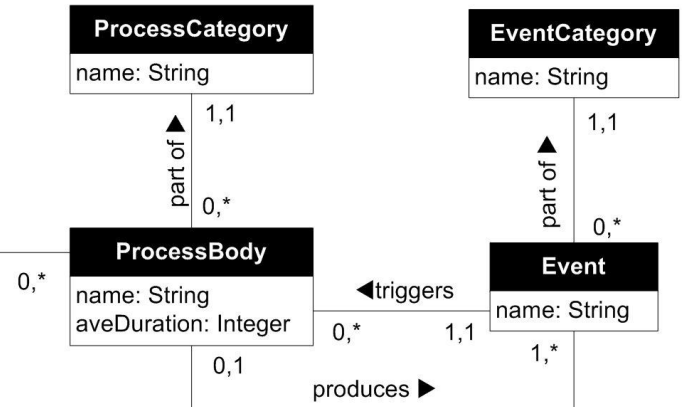 ProcessCategory
name: String
EventCategory
name: String
1,1
1,1
part of ▲
part of ▲
0,*
0,*
ProcessBody
name: String
aveDuration: Integer
Event
name: String
0,*
◀triggers
0,*
1,1
0,1
1,*
produces ▶